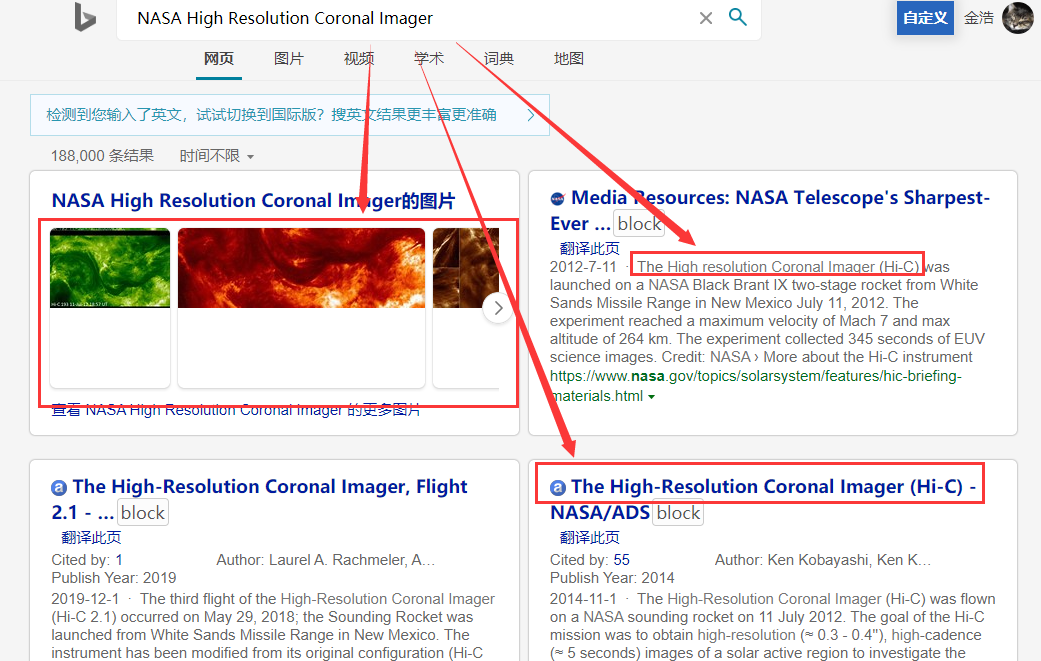 NASA High Resolution Coronal Imager
自定义
金浩
网页
图片
视频
学术
词典
地图
检测到您输入了英文，试试切换到国际版？搜英文结果更丰富更准确
188,000 条结果
时间不限
NASA High Resolution Coronal Imager的图片
查看 NASA High Resolution Coronal Imager 的更多图片
Media Resources: NASA Telescope's Sharpest-
Ever ... block
翻译此页
2012-7-11 · The High resolution Coronal Imager (Hi-C) was
launched on a NASA Black Brant IX two-stage rocket from White
Sands Missile Range in New Mexico July 11, 2012. The
experiment reached a maximum velocity of Mach 7 and max
altitude of 264 km. The experiment collected 345 seconds of EUV
science images. Credit: NASA › More about the Hi-C instrument
https://www.nasa.gov/topics/solarsystem/features/hic-briefing-
materials.html
The High-Resolution Coronal Imager, Flight
2.1 - ... block
翻译此页
Cited by: 1
Author: Laurel A. Rachmeler, A…
Publish Year: 2019
2019-12-1 · The third flight of the High-Resolution Coronal Imager
(Hi-C 2.1) occurred on May 29, 2018; the Sounding Rocket was
launched from White Sands Missile Range in New Mexico. The
instrument has been modified from its original configuration (Hi-C
The High-Resolution Coronal Imager (Hi-C) -
NASA/ADS block
翻译此页
Cited by: 55
Author: Ken Kobayashi, Ken K…
Publish Year: 2014
2014-11-1 · The High-Resolution Coronal Imager (Hi-C) was flown
on a NASA sounding rocket on 11 July 2012. The goal of the Hi-C
mission was to obtain high-resolution (≈ 0.3 - 0.4"), high-cadence
(≈ 5 seconds) images of a solar active region to investigate the